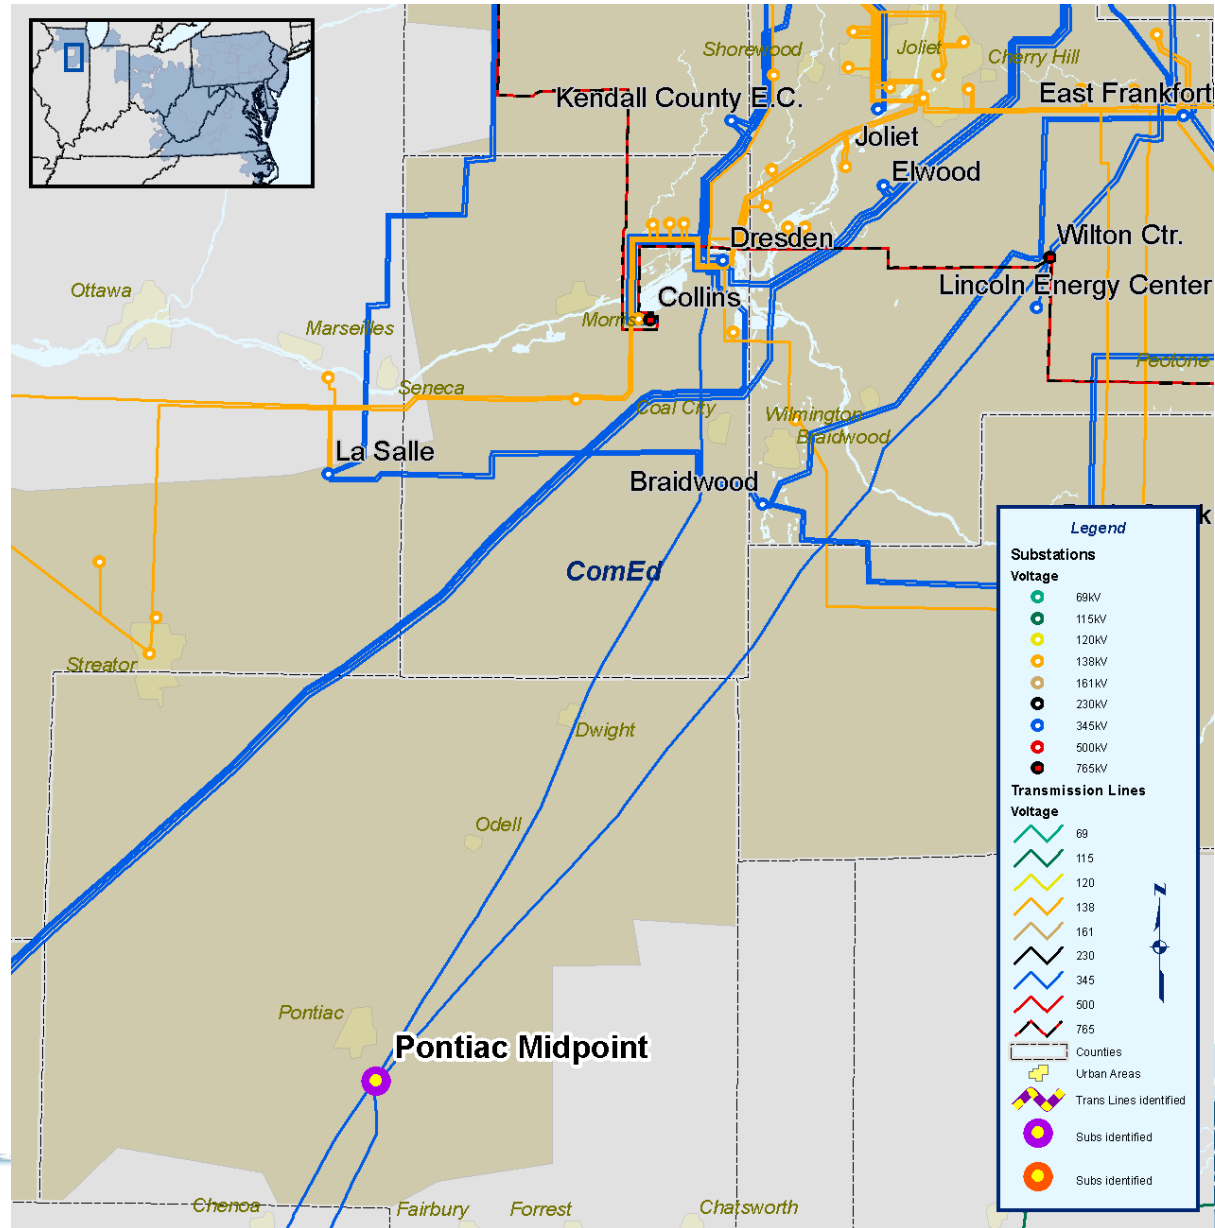 Shorewood
Joliet
Cherry Hill
Kendall County E.C.
East Frankfort
Joliet
Elwood
Dresden
Wilton Ctr.
Ottawa
Collins
Lincoln Energy Center
Morris
Marseilles
Peotone
Seneca
Coal City
Wilmington
Braidwood
La Salle
Braidwood
ComEd
Streator
Dwight
Odell
Pontiac
Pontiac Midpoint
Chenoa
Fairbury
Forrest
Chatsworth
Legend
Substations
Voltage
69kV
115kV
120kV
138kV
161kV
230kV
345kV
500kV
765kV
Transmission Lines
Voltage
69
115
120
138
161
230
345
500
765
Counties
Urban Areas
Trans Lines identified
Subs identified
Subs identified
N